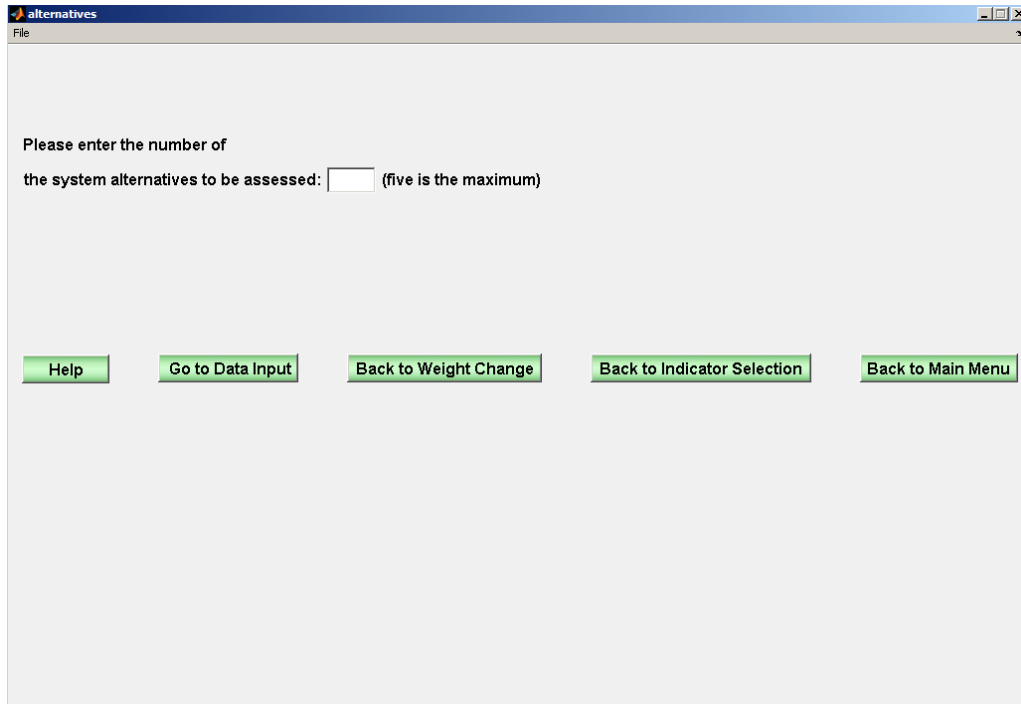 alternatives
File
Please enter the number of
the system alternatives to be assessed: (five is the maximum)
Help Go to Data Input Back to Weight Change Back to Indicator Selection Back to Main Menu